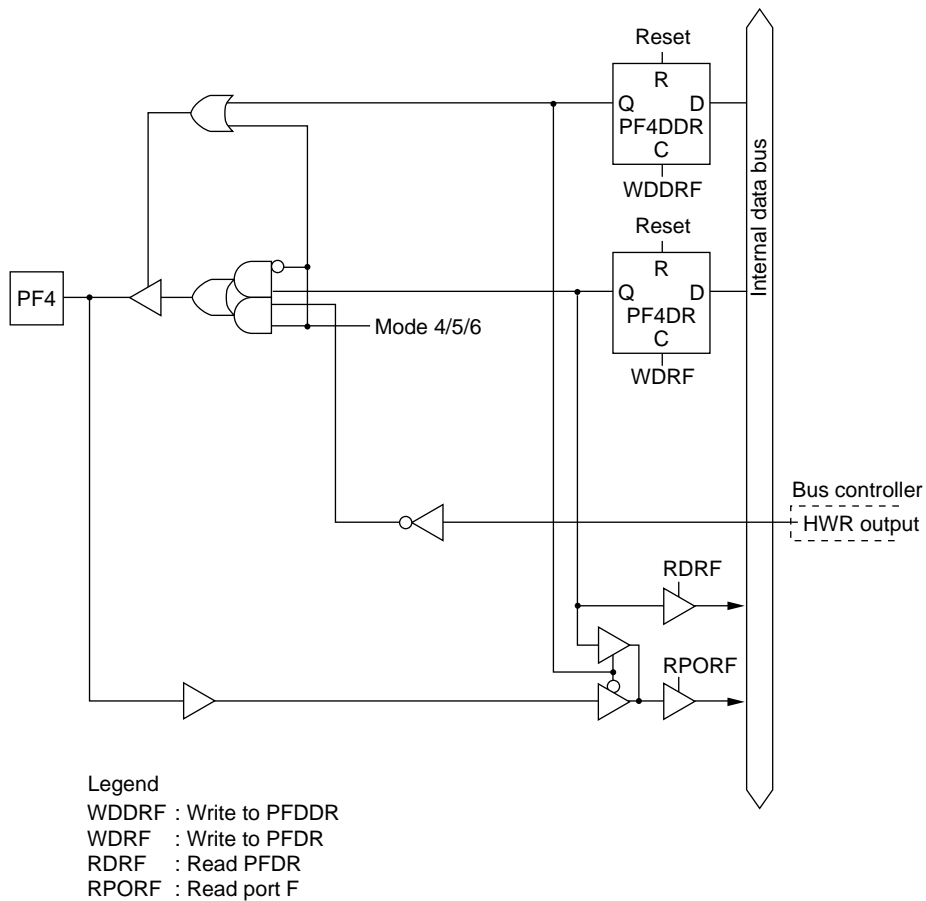 Reset
R
Q D
PF4DDR
C
WDDRF
Reset
R
Q D
PF4DR
C
WDRF
Internal data bus
PF4
Mode 4/5/6
Bus controller
HWR output
RDRF
RPORF
Legend
WDDRF : Write to PFDDR
WDRF : Write to PFDR
RDRF : Read PFDR
RPORF : Read port F